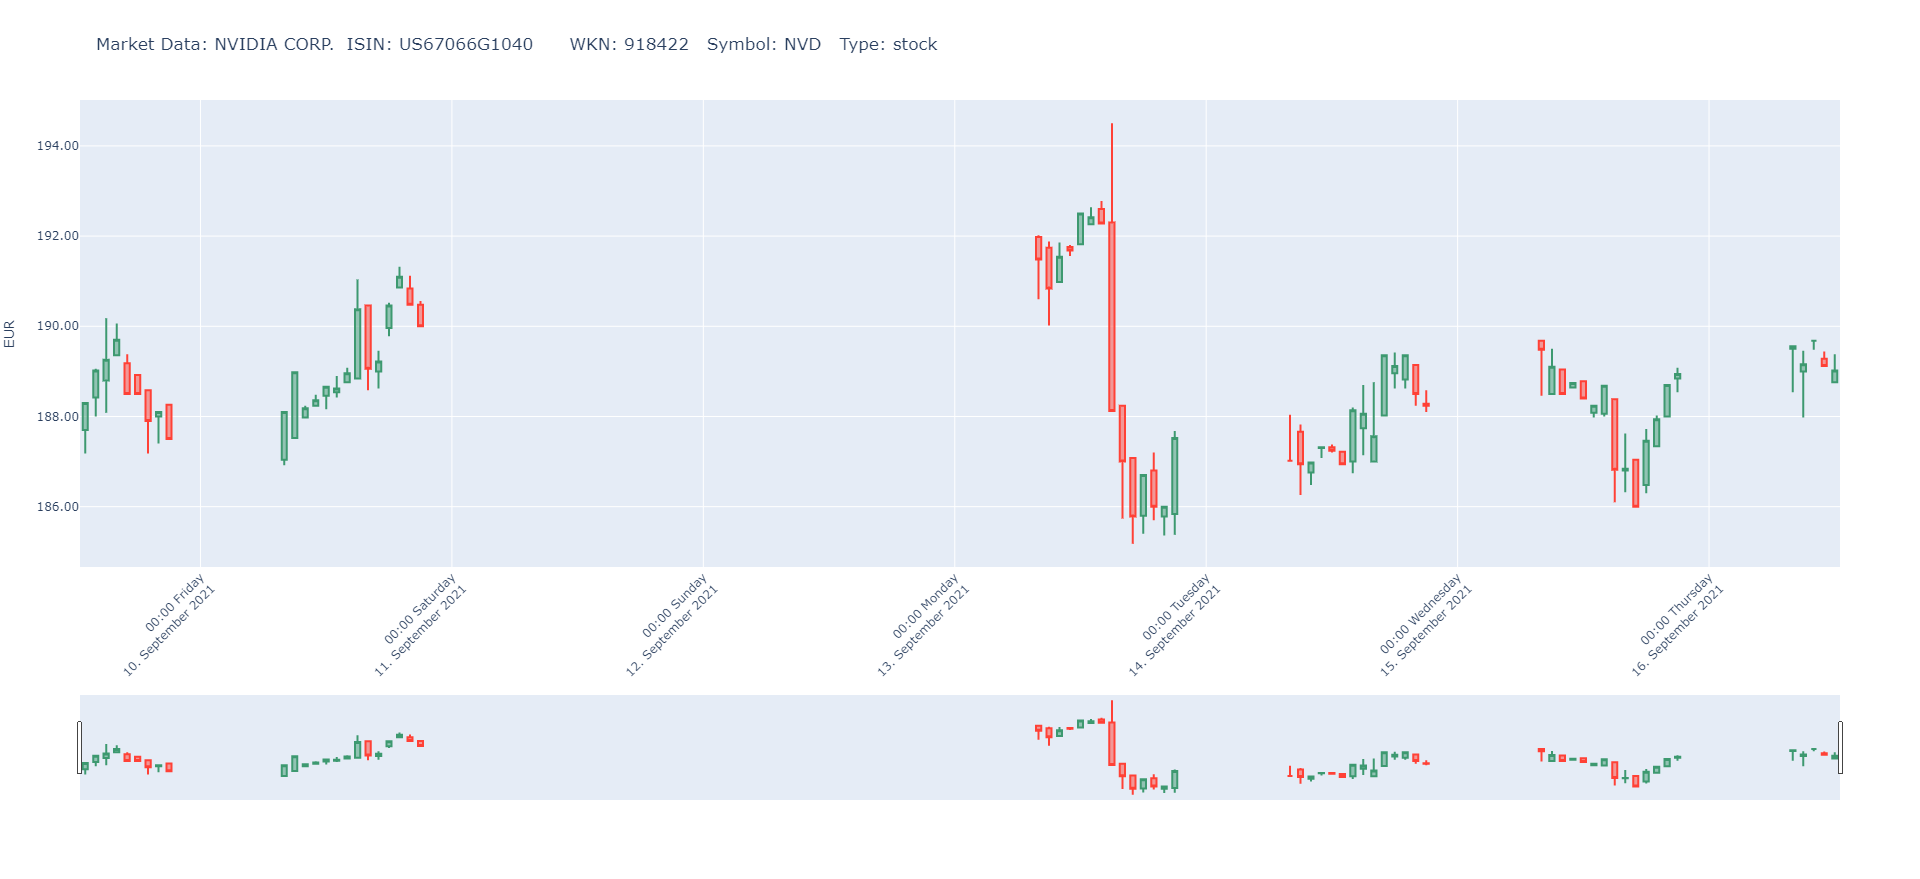 Market Data: NVIDIA CORP.  ISIN: US67066G1040      WKN: 918422   Symbol: NVD   Type: stock
194.00
192.00
190.00
188.00
186.00
EUR
00:00 Friday
10. September 2021
00:00 Saturday
11. September 2021
00:00 Sunday
12. September 2021
00:00 Monday
13. September 2021
00:00 Tuesday
14. September 2021
00:00 Wednesday
15. September 2021
00:00 Thursday
16. September 2021